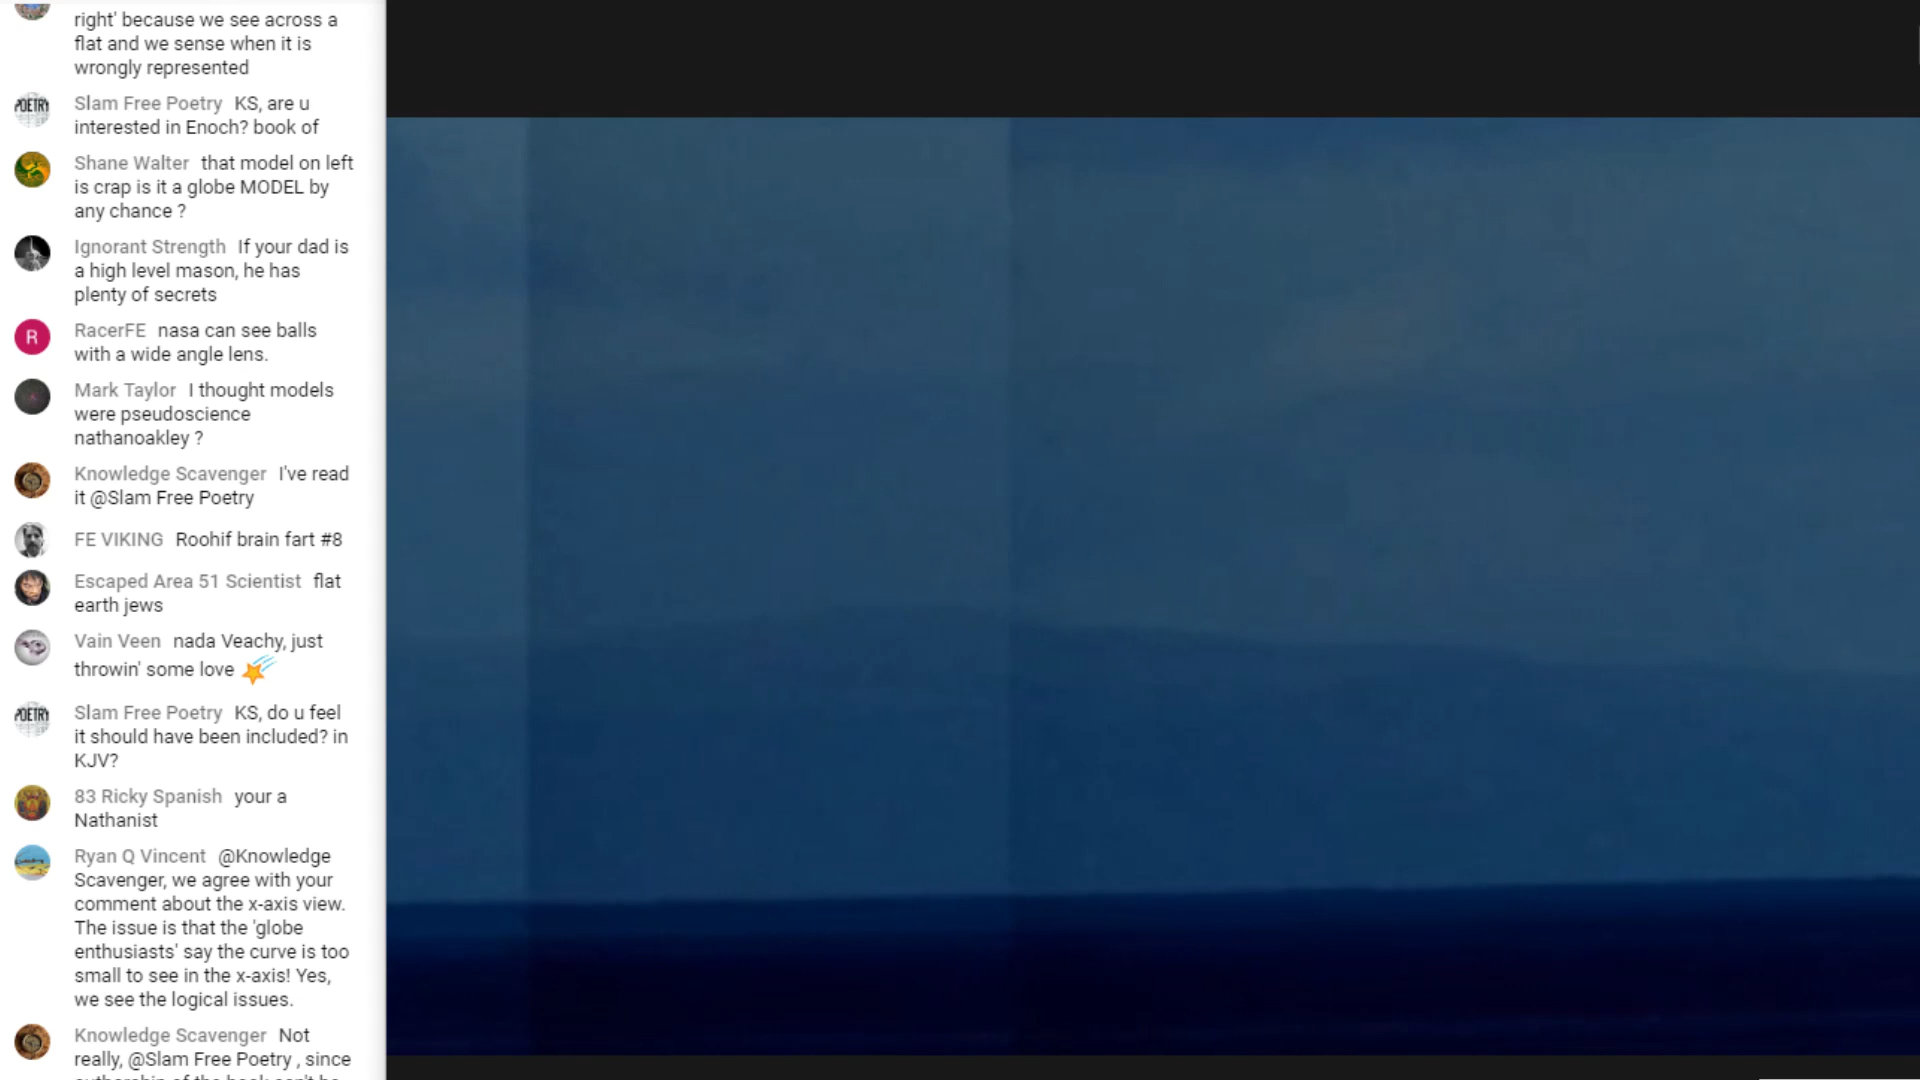 right' because we see across a
flat and we sense when it is
wrongly represented
POETRY
Slam Free Poetry KS, are u
interested in Enoch? book of
Shane Walter that model on left
is crap is it a globe MODEL by
any chance ?
Ignorant Strength If your dad is
a high level mason, he has
plenty of secrets
R
RacerFE nasa can see balls
with a wide angle lens.
Mark Taylor I thought models
were pseudoscience
nathanoakley ?
Knowledge Scavenger I've read
it @Slam Free Poetry
FE VIKING Roohif brain fart #8
Escaped Area 51 Scientist flat
earth jews
Vain Veen nada Veachy, just
throwin' some love
POETRY
Slam Free Poetry KS, do u feel
it should have been included? in
KJV?
83 Ricky Spanish your a
Nathanist
Ryan Q Vincent @Knowledge
Scavenger, we agree with your
comment about the x-axis view.
The issue is that the 'globe
enthusiasts' say the curve is too
small to see in the x-axis! Yes,
we see the logical issues.
Knowledge Scavenger Not
really, @Slam Free Poetry , since